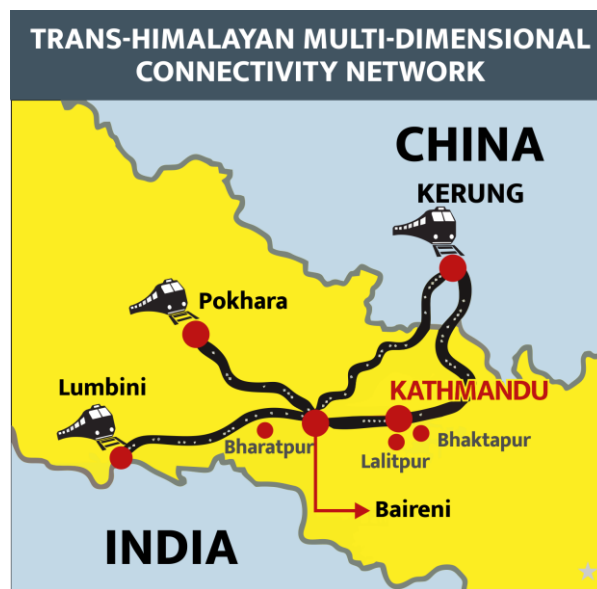 TRANS-HIMALAYAN MULTI-DIMENSIONAL
CONNECTIVITY NETWORK
CHINA
KERUNG
Pokhara
Lumbini
KATHMANDU
Bharatpur
Bhaktapur
Lalitpur
Baireni
INDIA